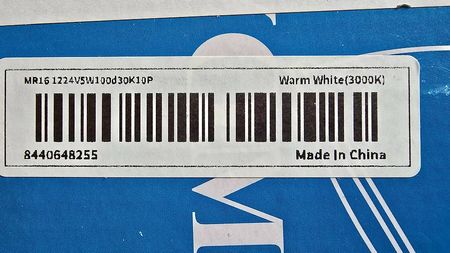 MR16 1224V5W100d30K10P Warm White(3000K)
8440648255 Made In China
M